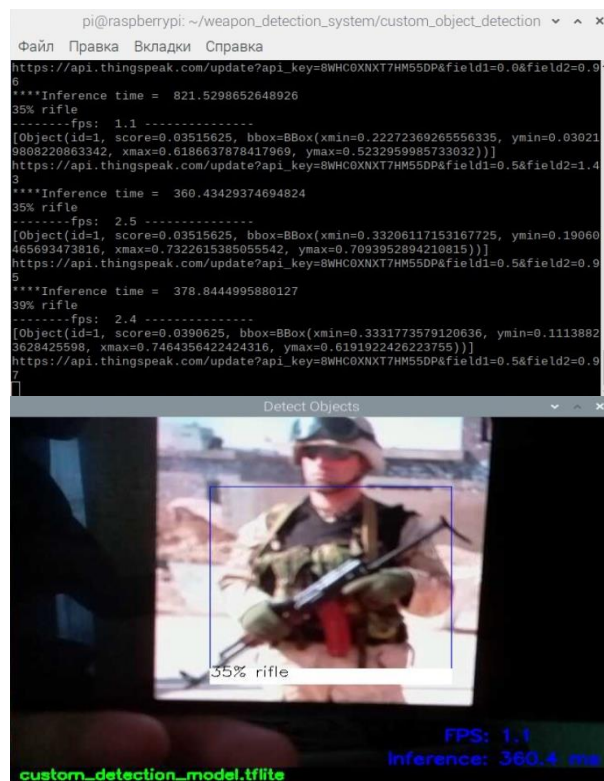 pi@raspberrypi: ~/weapon_detection_system/custom_object_detection
Файл Правка Вкладки Справка
https://api.thingspeak.com/update?api_key=8WHC0XNXT7HM55DP&field1=0.0&field2=0.9
6
****Inference time =  821.5298652648926
35% rifle
--------fps:  1.1 ---------------
[Object(id=1, score=0.03515625, bbox=BBox(xmin=0.22272369265556335, ymin=0.03021
9808220863342, xmax=0.6186637878417969, ymax=0.5232959985733032))]
https://api.thingspeak.com/update?api_key=8WHC0XNXT7HM55DP&field1=0.5&field2=1.4
3
****Inference time =  360.43429374694824
35% rifle
--------fps:  2.5 ---------------
[Object(id=1, score=0.03515625, bbox=BBox(xmin=0.33206117153167725, ymin=0.19060
465693473816, xmax=0.7322615385055542, ymax=0.7093952894210815))]
https://api.thingspeak.com/update?api_key=8WHC0XNXT7HM55DP&field1=0.5&field2=0.9
5
****Inference time =  378.8444995880127
39% rifle
--------fps:  2.4 ---------------
[Object(id=1, score=0.0390625, bbox=BBox(xmin=0.3331773579120636, ymin=0.1113882
3628425598, xmax=0.7464356422424316, ymax=0.6191922426223755))]
https://api.thingspeak.com/update?api_key=8WHC0XNXT7HM55DP&field1=0.5&field2=0.9
7
Detect Objects
35% rifle
FPS: 1.1
Inference: 360.4 ms
custom_detection_model.tflite